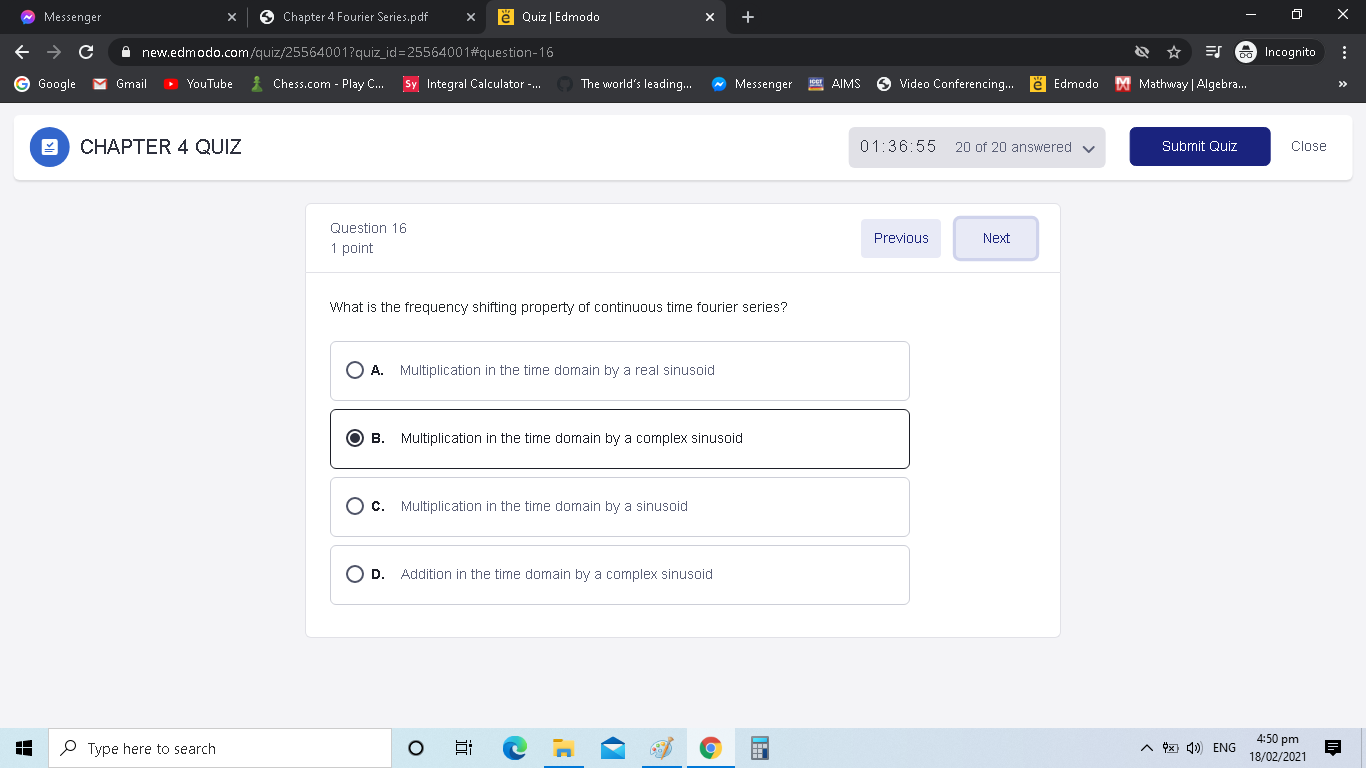 Messenger
Chapter 4 Fourier Series.pdf
Quiz | Edmodo
new.edmodo.com/quiz/25564001?quiz_id=25564001#question-16
Incognito
Google
Gmail
YouTube
Chess.com - Play C...
Sy
Integral Calculator -...
The world's leading...
Messenger
AIMS
Video Conferencing...
Edmodo
Mathway | Algebra...
»
CHAPTER 4 QUIZ
01:36:55 20 of 20 answered
Submit Quiz
Close
Question 16
1 point
Previous
Next
What is the frequency shifting property of continuous time fourier series?
A. Multiplication in the time domain by a real sinusoid
B. Multiplication in the time domain by a complex sinusoid
C. Multiplication in the time domain by a sinusoid
D. Addition in the time domain by a complex sinusoid
Type here to search
ENG
4:50 pm
18/02/2021